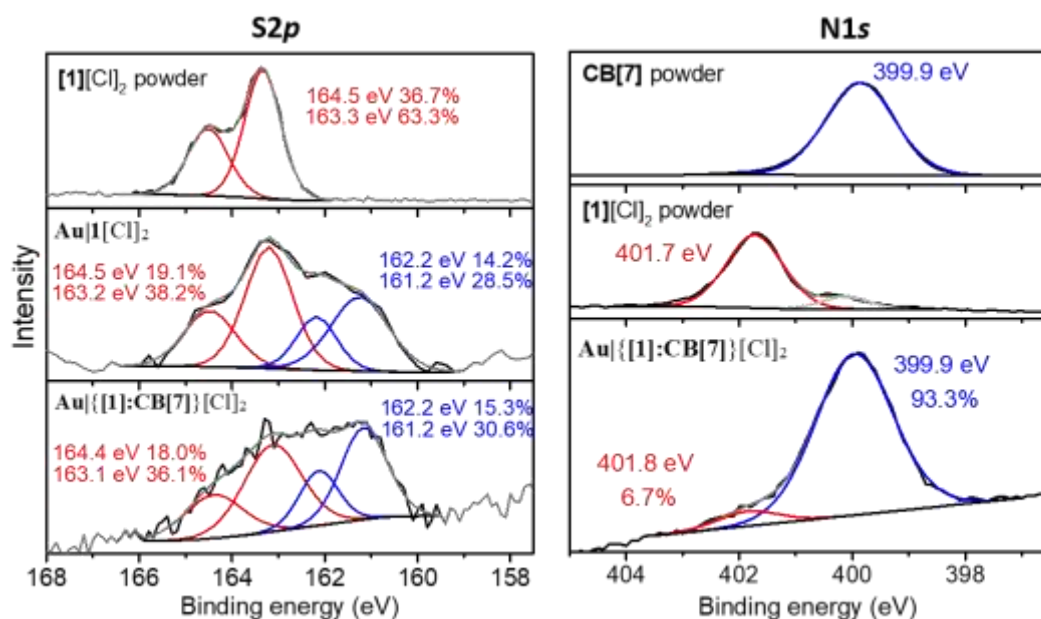 S2p
[1][Cl]₂ powder
164.5 eV 36.7%
163.3 eV 63.3%
Au|1[Cl]₂
164.5 eV 19.1%
163.2 eV 38.2%
162.2 eV 14.2%
161.2 eV 28.5%
Au|{[1]:CB[7]}[Cl]₂
164.4 eV 18.0%
163.1 eV 36.1%
162.2 eV 15.3%
161.2 eV 30.6%
Intensity
168 166 164 162 160 158
Binding energy (eV)
N1s
CB[7] powder
399.9 eV
[1][Cl]₂ powder
401.7 eV
Au|{[1]:CB[7]}[Cl]₂
399.9 eV
93.3%
401.8 eV
6.7%
404 402 400 398
Binding energy (eV)